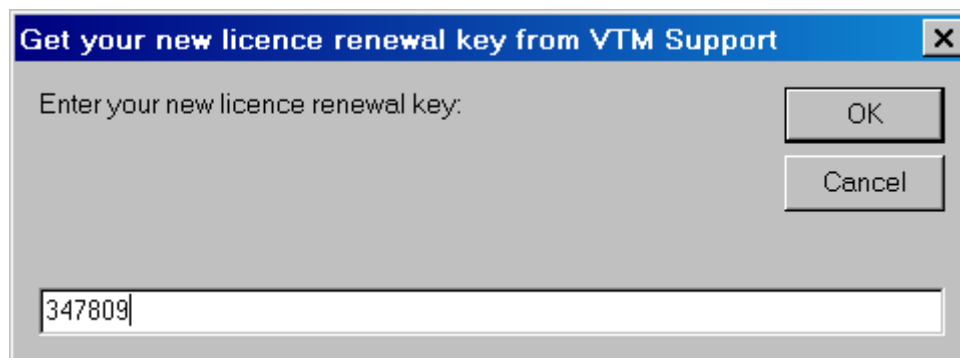 Get your new licence renewal key from VTM Support
Enter your new licence renewal key:
OK
Cancel
347809